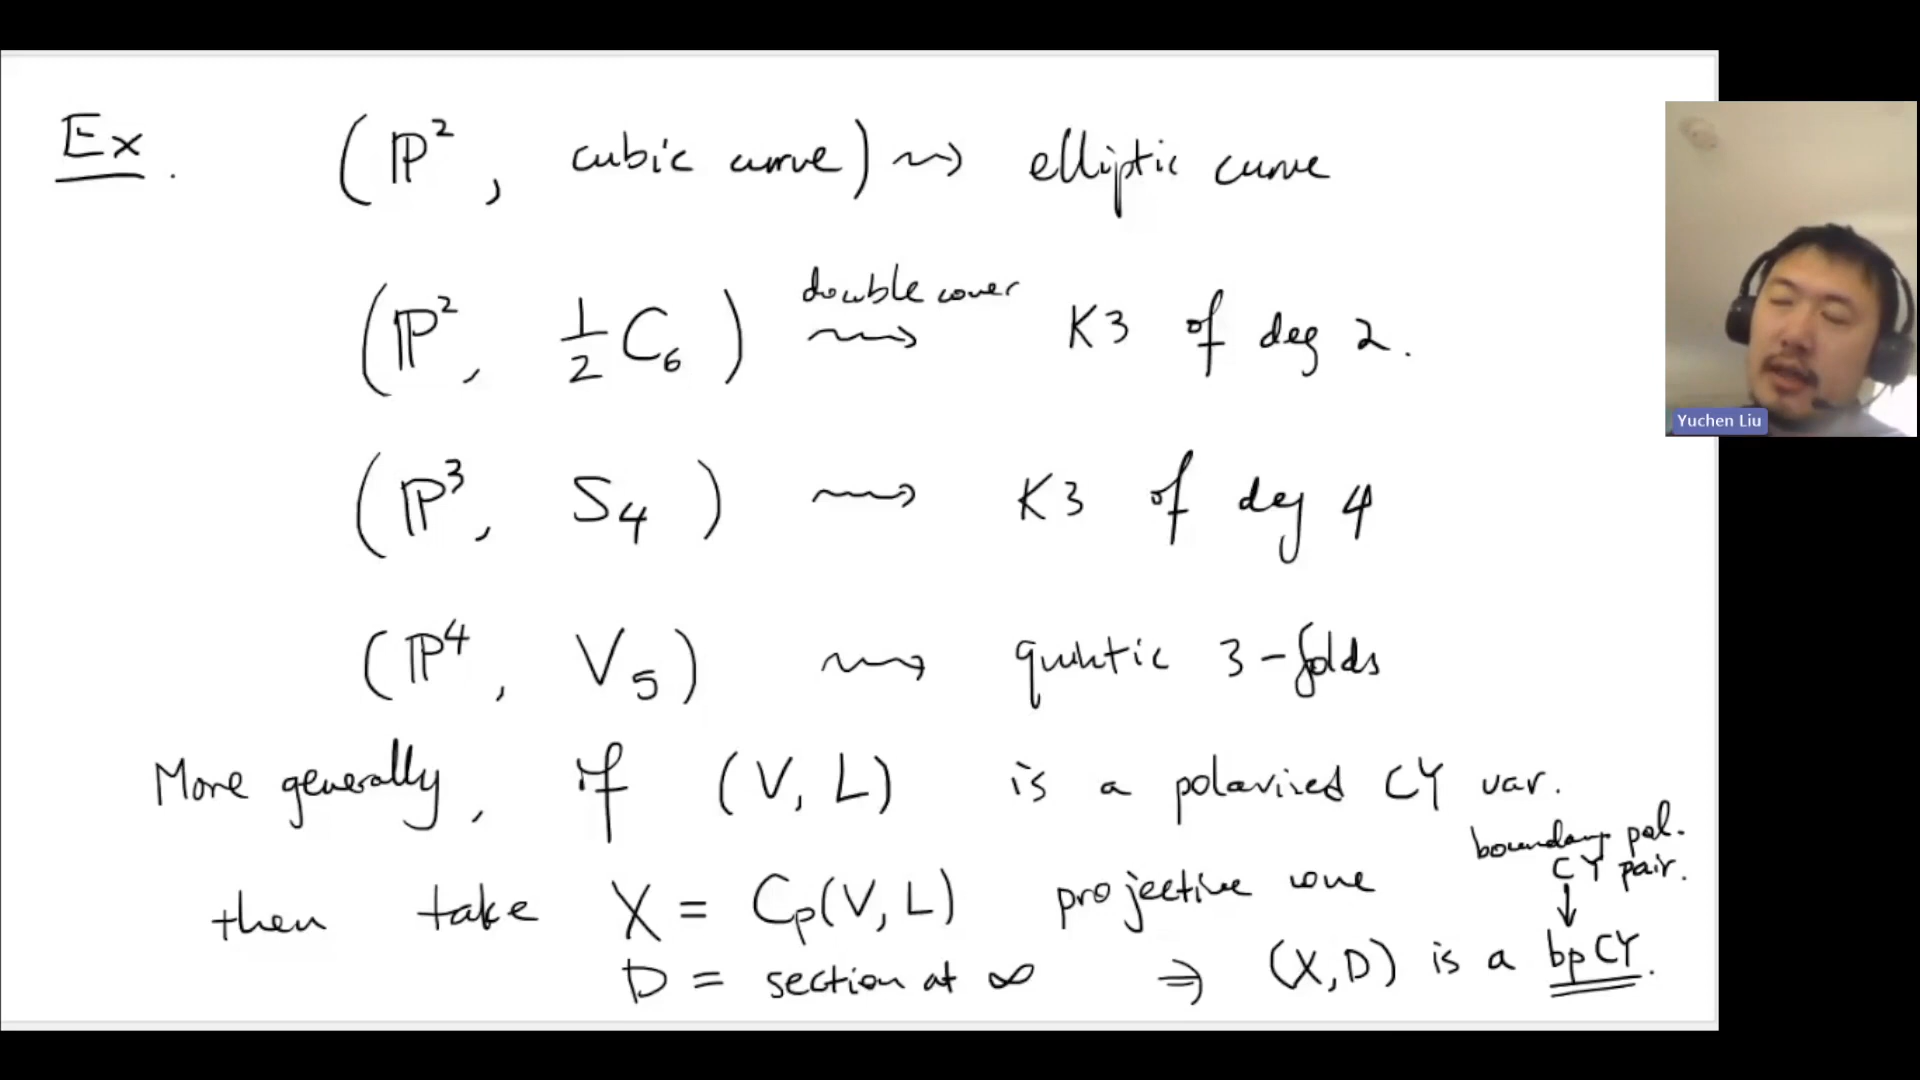 Ex. (ℙ², cubic curve) ⇝ elliptic curve
(ℙ², ½ C₆) ⇝ K3 of deg 2.
double cover
(ℙ³, S₄) ⇝ K3 of deg 4
(ℙ⁴, V₅) ⇝ quintic 3-folds
More generally, if (V, L) is a polarized CY var.
then take X = Cₚ(V, L) projective cone
D = section at ∞ ⇒ (X, D) is a bpCY.
boundary pol.
CY pair.
↓
Yuchen Liu